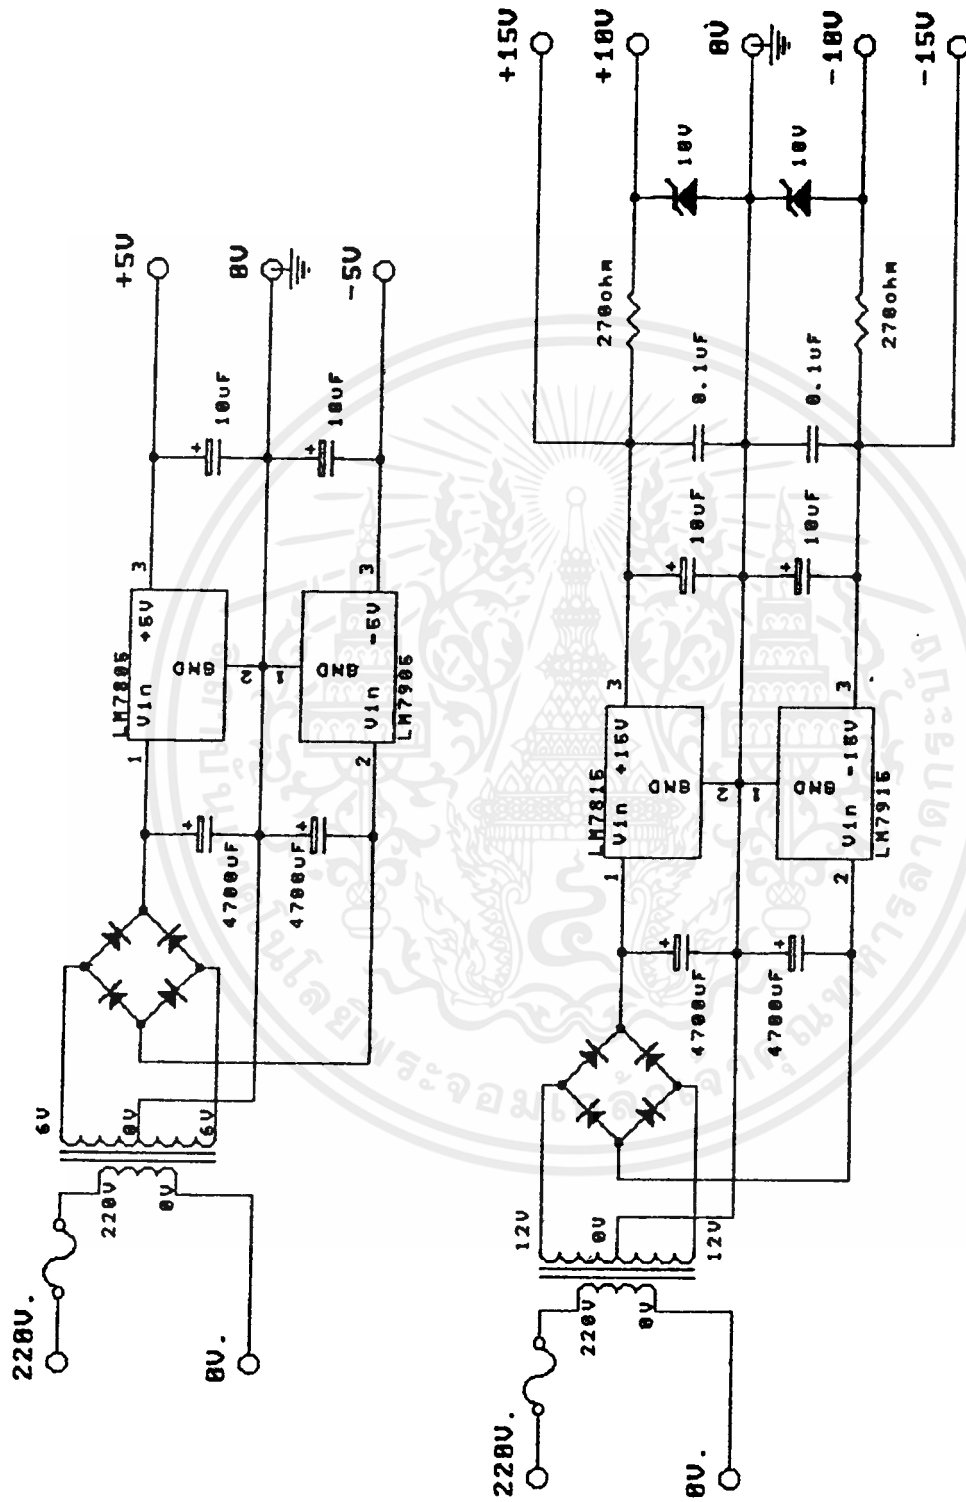 220V.
0V.
220V
0V
6V
0V
6V
4700uF
4700uF
LM7805
1
Vin
+5V
3
GND
2
1
GND
2
Vin
-5V
3
LM7905
10uF
10uF
+5V
0V
-5V
220V.
0V.
220V
0V
12V
0V
12V
4700uF
4700uF
LM7815
1
Vin
+15V
3
GND
2
1
GND
2
Vin
-15V
3
LM7915
10uF
10uF
0.1uF
0.1uF
270ohm
270ohm
10V
10V
+15V
+10V
0V
-10V
-15V